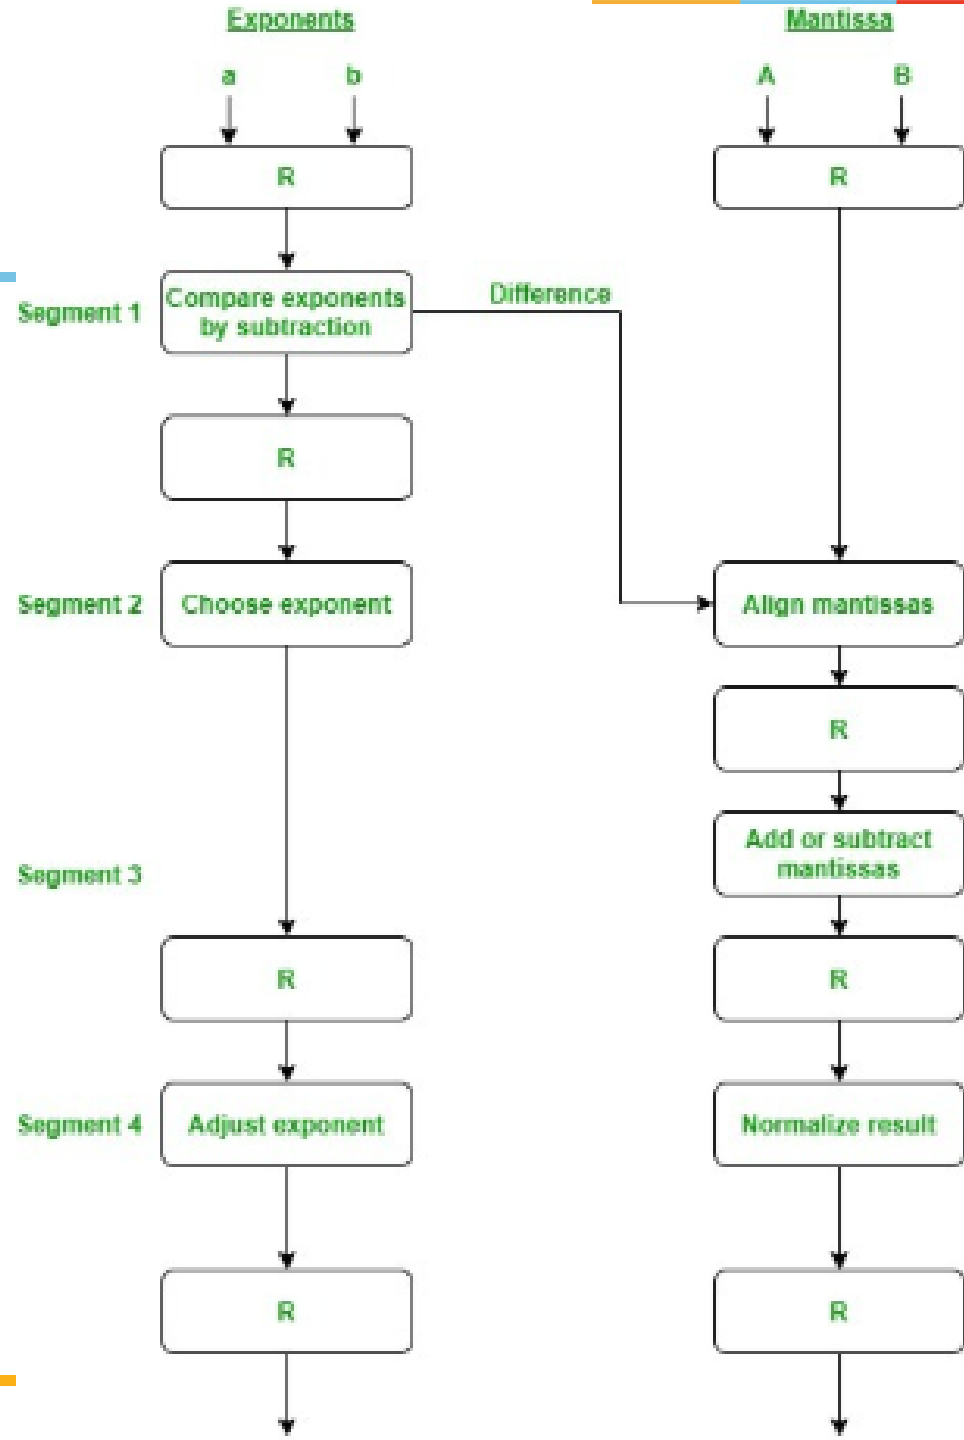 Exponents
Mantissa
a b
A B
R
R
Segment 1
Compare exponents
by subtraction
Difference
R
Segment 2
Choose exponent
Align mantissas
R
Add or subtract
mantissas
Segment 3
R
R
Segment 4
Adjust exponent
Normalize result
R
R